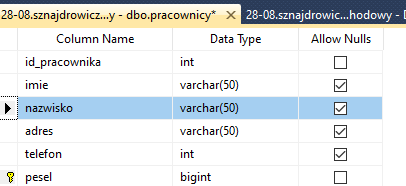 28-08.sznajdrowicz...y - dbo.pracownicy* 28-08.sznajdrowic...hodowy - D
Column Name Data Type Allow Nulls
id_pracownika int
imie varchar(50)
nazwisko varchar(50)
adres varchar(50)
telefon int
pesel bigint